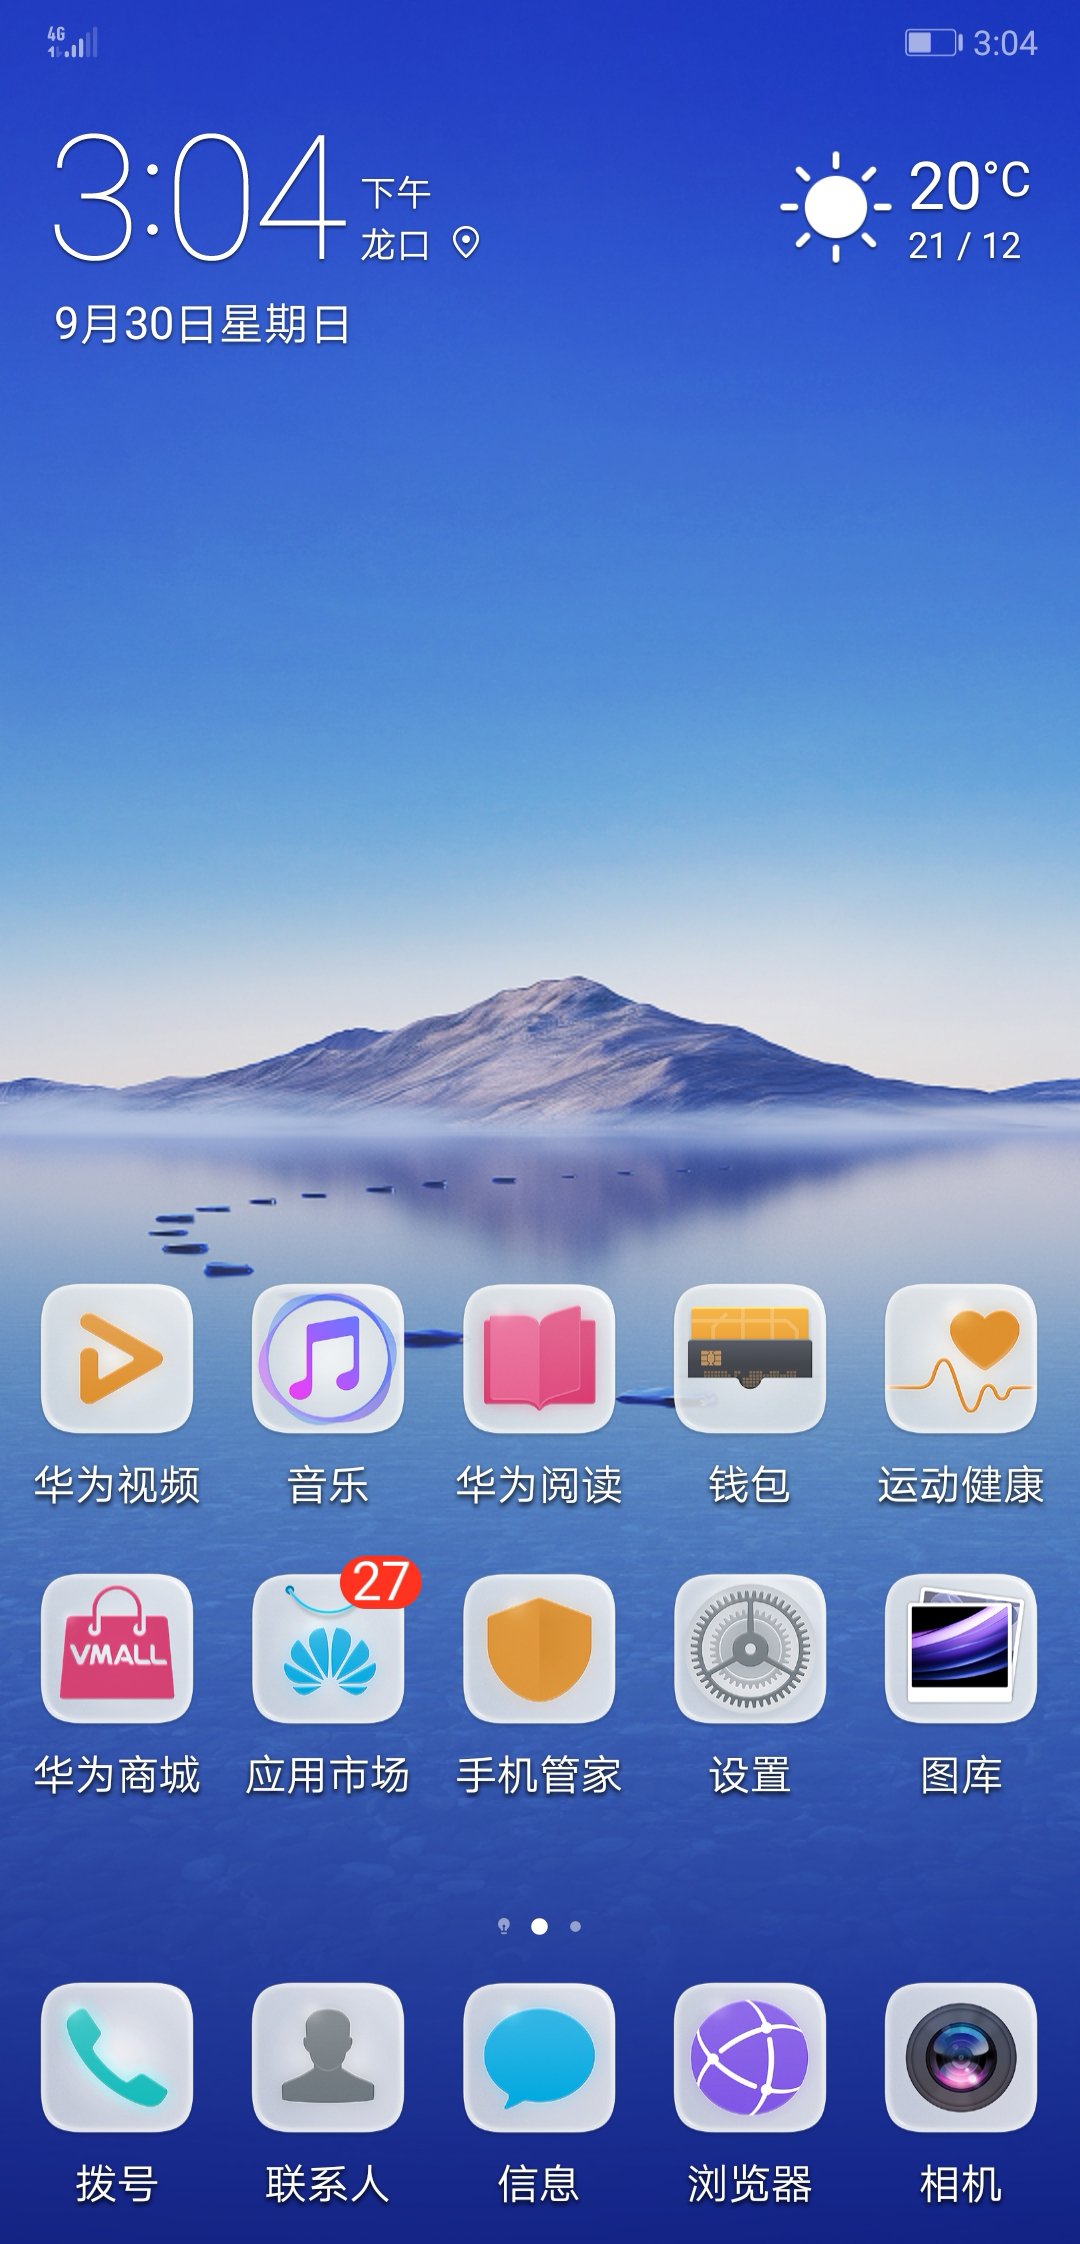 4G
3:04
3:04
下午
龙口
20°C
21 / 12
9月30日星期日
华为视频
音乐
华为阅读
钱包
运动健康
VMALL
27
华为商城
应用市场
手机管家
设置
图库
拨号
联系人
信息
浏览器
相机